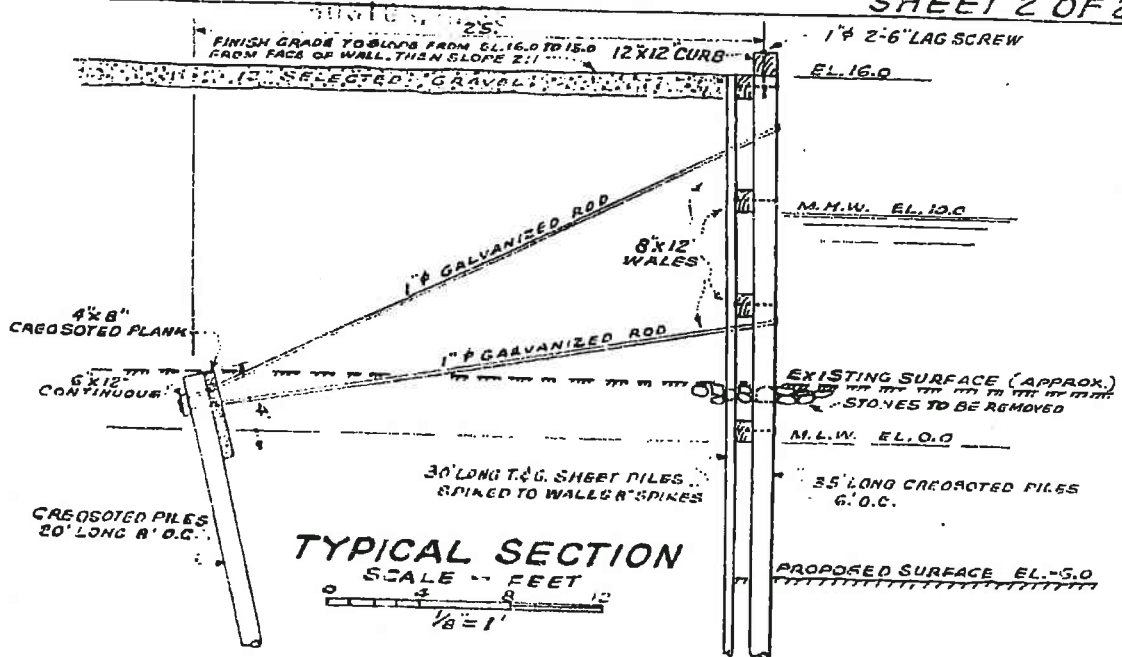 SHEET 2 OF 2
25'
FINISH GRADE TO SLOPE FROM EL. 16.0 TO 15.0
FROM FACE OF WALL, THEN SLOPE 2:1
12"X12" CURB
1"ϕ 2'-6" LAG SCREW
EL. 16.0
SELECTED GRAVEL
M.H.W. EL. 10.0
1"ϕ GALVANIZED ROD
8"X12"
WALES
4"X8"
CREOSOTED PLANK
1"ϕ GALVANIZED ROD
6"X12"
CONTINUOUS
4'
EXISTING SURFACE (APPROX.)
STONES TO BE REMOVED
M.L.W. EL. 0.0
30' LONG T.&G. SHEET PILES
SPIKED TO WALLS 8" SPIKES
35' LONG CREOSOTED PILES
6' O.C.
CREOSOTED PILES
20' LONG 8' O.C.
TYPICAL SECTION
SCALE -- FEET
0 4 8 12
1/8" = 1'
PROPOSED SURFACE EL. -5.0